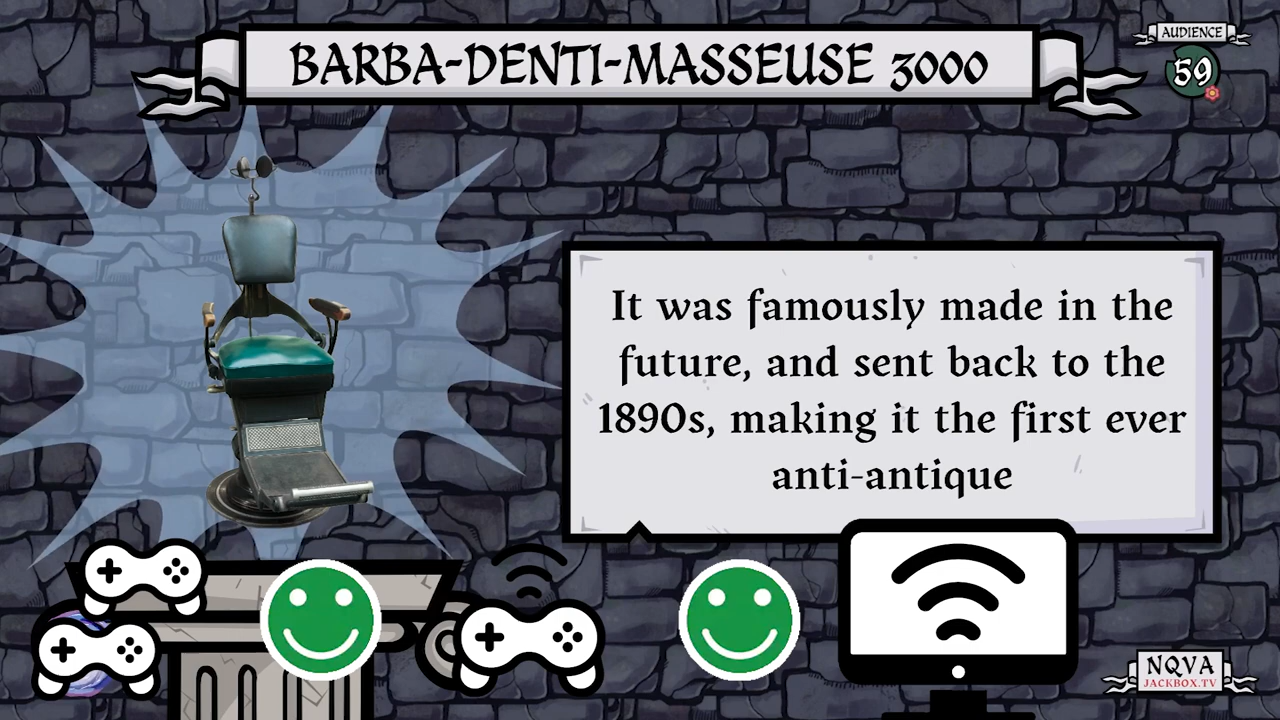 BARBA-DENTI-MASSEUSE 3000
AUDIENCE
59
It was famously made in the
future, and sent back to the
1890s, making it the first ever
anti-antique
NQVA
JACKBOX.TV